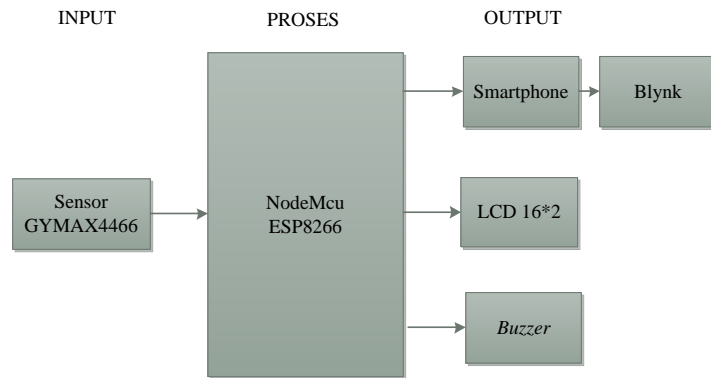 INPUT
PROSES
OUTPUT
Smartphone
Blynk
Sensor
GYMAX4466
NodeMcu
ESP8266
LCD 16*2
Buzzer